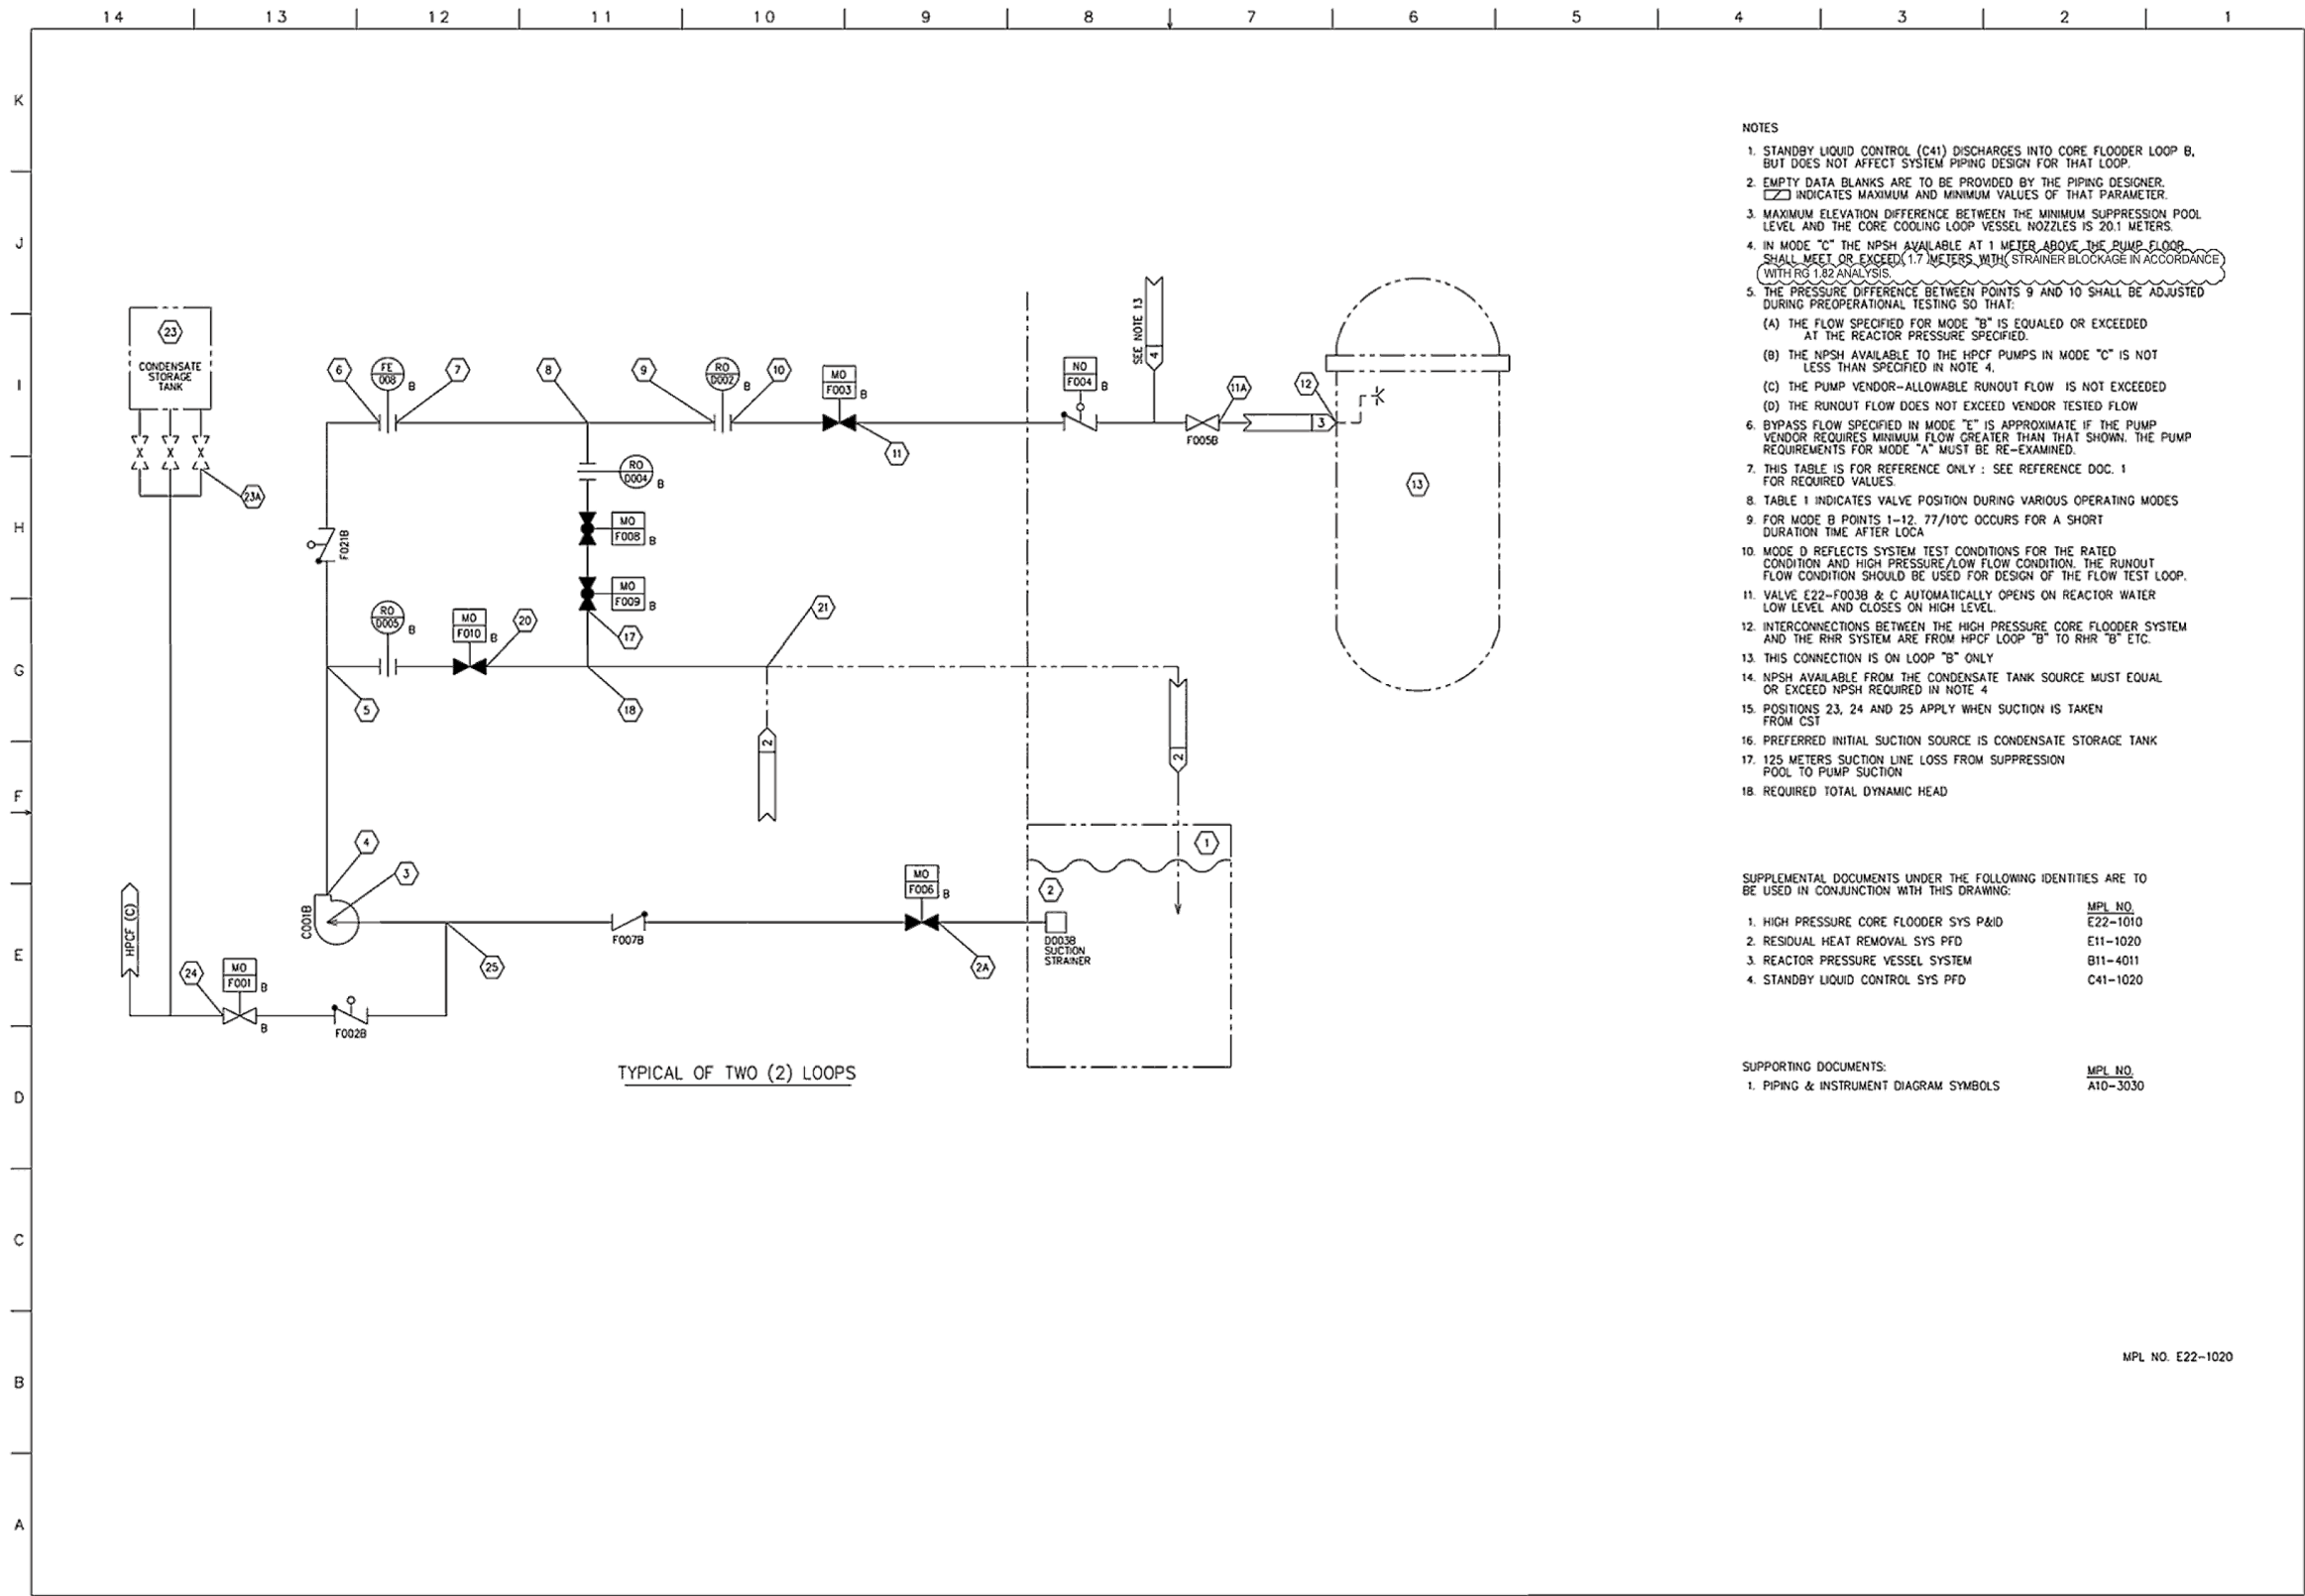 14 13 12 11 10 9 8 7 6 5 4 3 2 1
K
J
I
H
G
F
E
D
C
B
A
23
CONDENSATE
STORAGE
TANK
X X X
23A
6
FE
008
B
7
8
9
RO
D002
B
10
MO
F003
B
11
SEE NOTE 13
4
NO
F004
B
F005B
11A
3
12
13
RO
D004
B
MO
F008
B
MO
F009
B
17
F021B
RO
D005
B
MO
F010
B
20
21
5
18
2
2
1
2
4
3
C001B
HPCF (C)
24
MO
F001
B
B
F002B
25
F007B
MO
F006
B
2A
D003B
SUCTION
STRAINER
TYPICAL OF TWO (2) LOOPS
NOTES
1. STANDBY LIQUID CONTROL (C41) DISCHARGES INTO CORE FLOODER LOOP B,
BUT DOES NOT AFFECT SYSTEM PIPING DESIGN FOR THAT LOOP.
2. EMPTY DATA BLANKS ARE TO BE PROVIDED BY THE PIPING DESIGNER.
INDICATES MAXIMUM AND MINIMUM VALUES OF THAT PARAMETER.
3. MAXIMUM ELEVATION DIFFERENCE BETWEEN THE MINIMUM SUPPRESSION POOL
LEVEL AND THE CORE COOLING LOOP VESSEL NOZZLES IS 20.1 METERS.
4. IN MODE "C" THE NPSH AVAILABLE AT 1 METER ABOVE THE PUMP FLOOR
SHALL MEET OR EXCEED 1.7 METERS WITH STRAINER BLOCKAGE IN ACCORDANCE
WITH RG 1.82 ANALYSIS.
5. THE PRESSURE DIFFERENCE BETWEEN POINTS 9 AND 10 SHALL BE ADJUSTED
DURING PREOPERATIONAL TESTING SO THAT:
(A) THE FLOW SPECIFIED FOR MODE "B" IS EQUALED OR EXCEEDED
AT THE REACTOR PRESSURE SPECIFIED.
(B) THE NPSH AVAILABLE TO THE HPCF PUMPS IN MODE "C" IS NOT
LESS THAN SPECIFIED IN NOTE 4.
(C) THE PUMP VENDOR-ALLOWABLE RUNOUT FLOW IS NOT EXCEEDED
(D) THE RUNOUT FLOW DOES NOT EXCEED VENDOR TESTED FLOW
6. BYPASS FLOW SPECIFIED IN MODE "E" IS APPROXIMATE IF THE PUMP
VENDOR REQUIRES MINIMUM FLOW GREATER THAN THAT SHOWN. THE PUMP
REQUIREMENTS FOR MODE "A" MUST BE RE-EXAMINED.
7. THIS TABLE IS FOR REFERENCE ONLY : SEE REFERENCE DOC. 1
FOR REQUIRED VALUES.
8. TABLE 1 INDICATES VALVE POSITION DURING VARIOUS OPERATING MODES
9. FOR MODE B POINTS 1-12, 77/10°C OCCURS FOR A SHORT
DURATION TIME AFTER LOCA
10. MODE D REFLECTS SYSTEM TEST CONDITIONS FOR THE RATED
CONDITION AND HIGH PRESSURE/LOW FLOW CONDITION. THE RUNOUT
FLOW CONDITION SHOULD BE USED FOR DESIGN OF THE FLOW TEST LOOP.
11. VALVE E22-F003B & C AUTOMATICALLY OPENS ON REACTOR WATER
LOW LEVEL AND CLOSES ON HIGH LEVEL.
12. INTERCONNECTIONS BETWEEN THE HIGH PRESSURE CORE FLOODER SYSTEM
AND THE RHR SYSTEM ARE FROM HPCF LOOP "B" TO RHR "B" ETC.
13. THIS CONNECTION IS ON LOOP "B" ONLY
14. NPSH AVAILABLE FROM THE CONDENSATE TANK SOURCE MUST EQUAL
OR EXCEED NPSH REQUIRED IN NOTE 4
15. POSITIONS 23, 24 AND 25 APPLY WHEN SUCTION IS TAKEN
FROM CST
16. PREFERRED INITIAL SUCTION SOURCE IS CONDENSATE STORAGE TANK
17. 125 METERS SUCTION LINE LOSS FROM SUPPRESSION
POOL TO PUMP SUCTION
18. REQUIRED TOTAL DYNAMIC HEAD
SUPPLEMENTAL DOCUMENTS UNDER THE FOLLOWING IDENTITIES ARE TO
BE USED IN CONJUNCTION WITH THIS DRAWING:
MPL NO.
1. HIGH PRESSURE CORE FLOODER SYS P&ID E22-1010
2. RESIDUAL HEAT REMOVAL SYS PFD E11-1020
3. REACTOR PRESSURE VESSEL SYSTEM B11-4011
4. STANDBY LIQUID CONTROL SYS PFD C41-1020
SUPPORTING DOCUMENTS: MPL NO.
1. PIPING & INSTRUMENT DIAGRAM SYMBOLS A10-3030
MPL NO. E22-1020